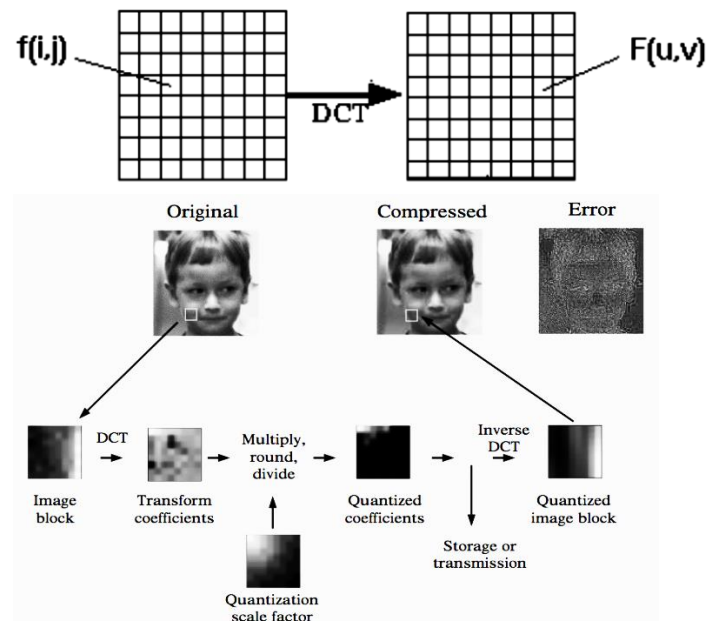 f(i,j)
DCT
F(u,v)
Original
Compressed
Error
DCT
Multiply,
round,
divide
Inverse
DCT
Image
block
Transform
coefficients
Quantized
coefficients
Quantized
image block
Storage or
transmission
Quantization
scale factor